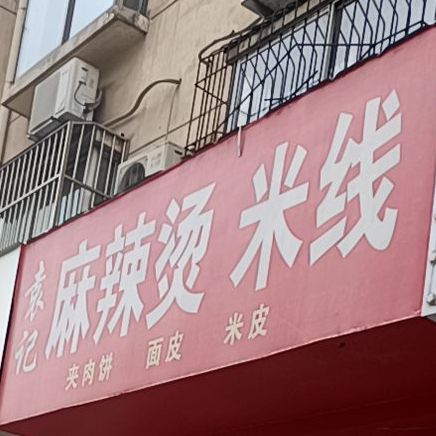 袁记
麻辣烫 米线
夹肉饼 面皮 米皮